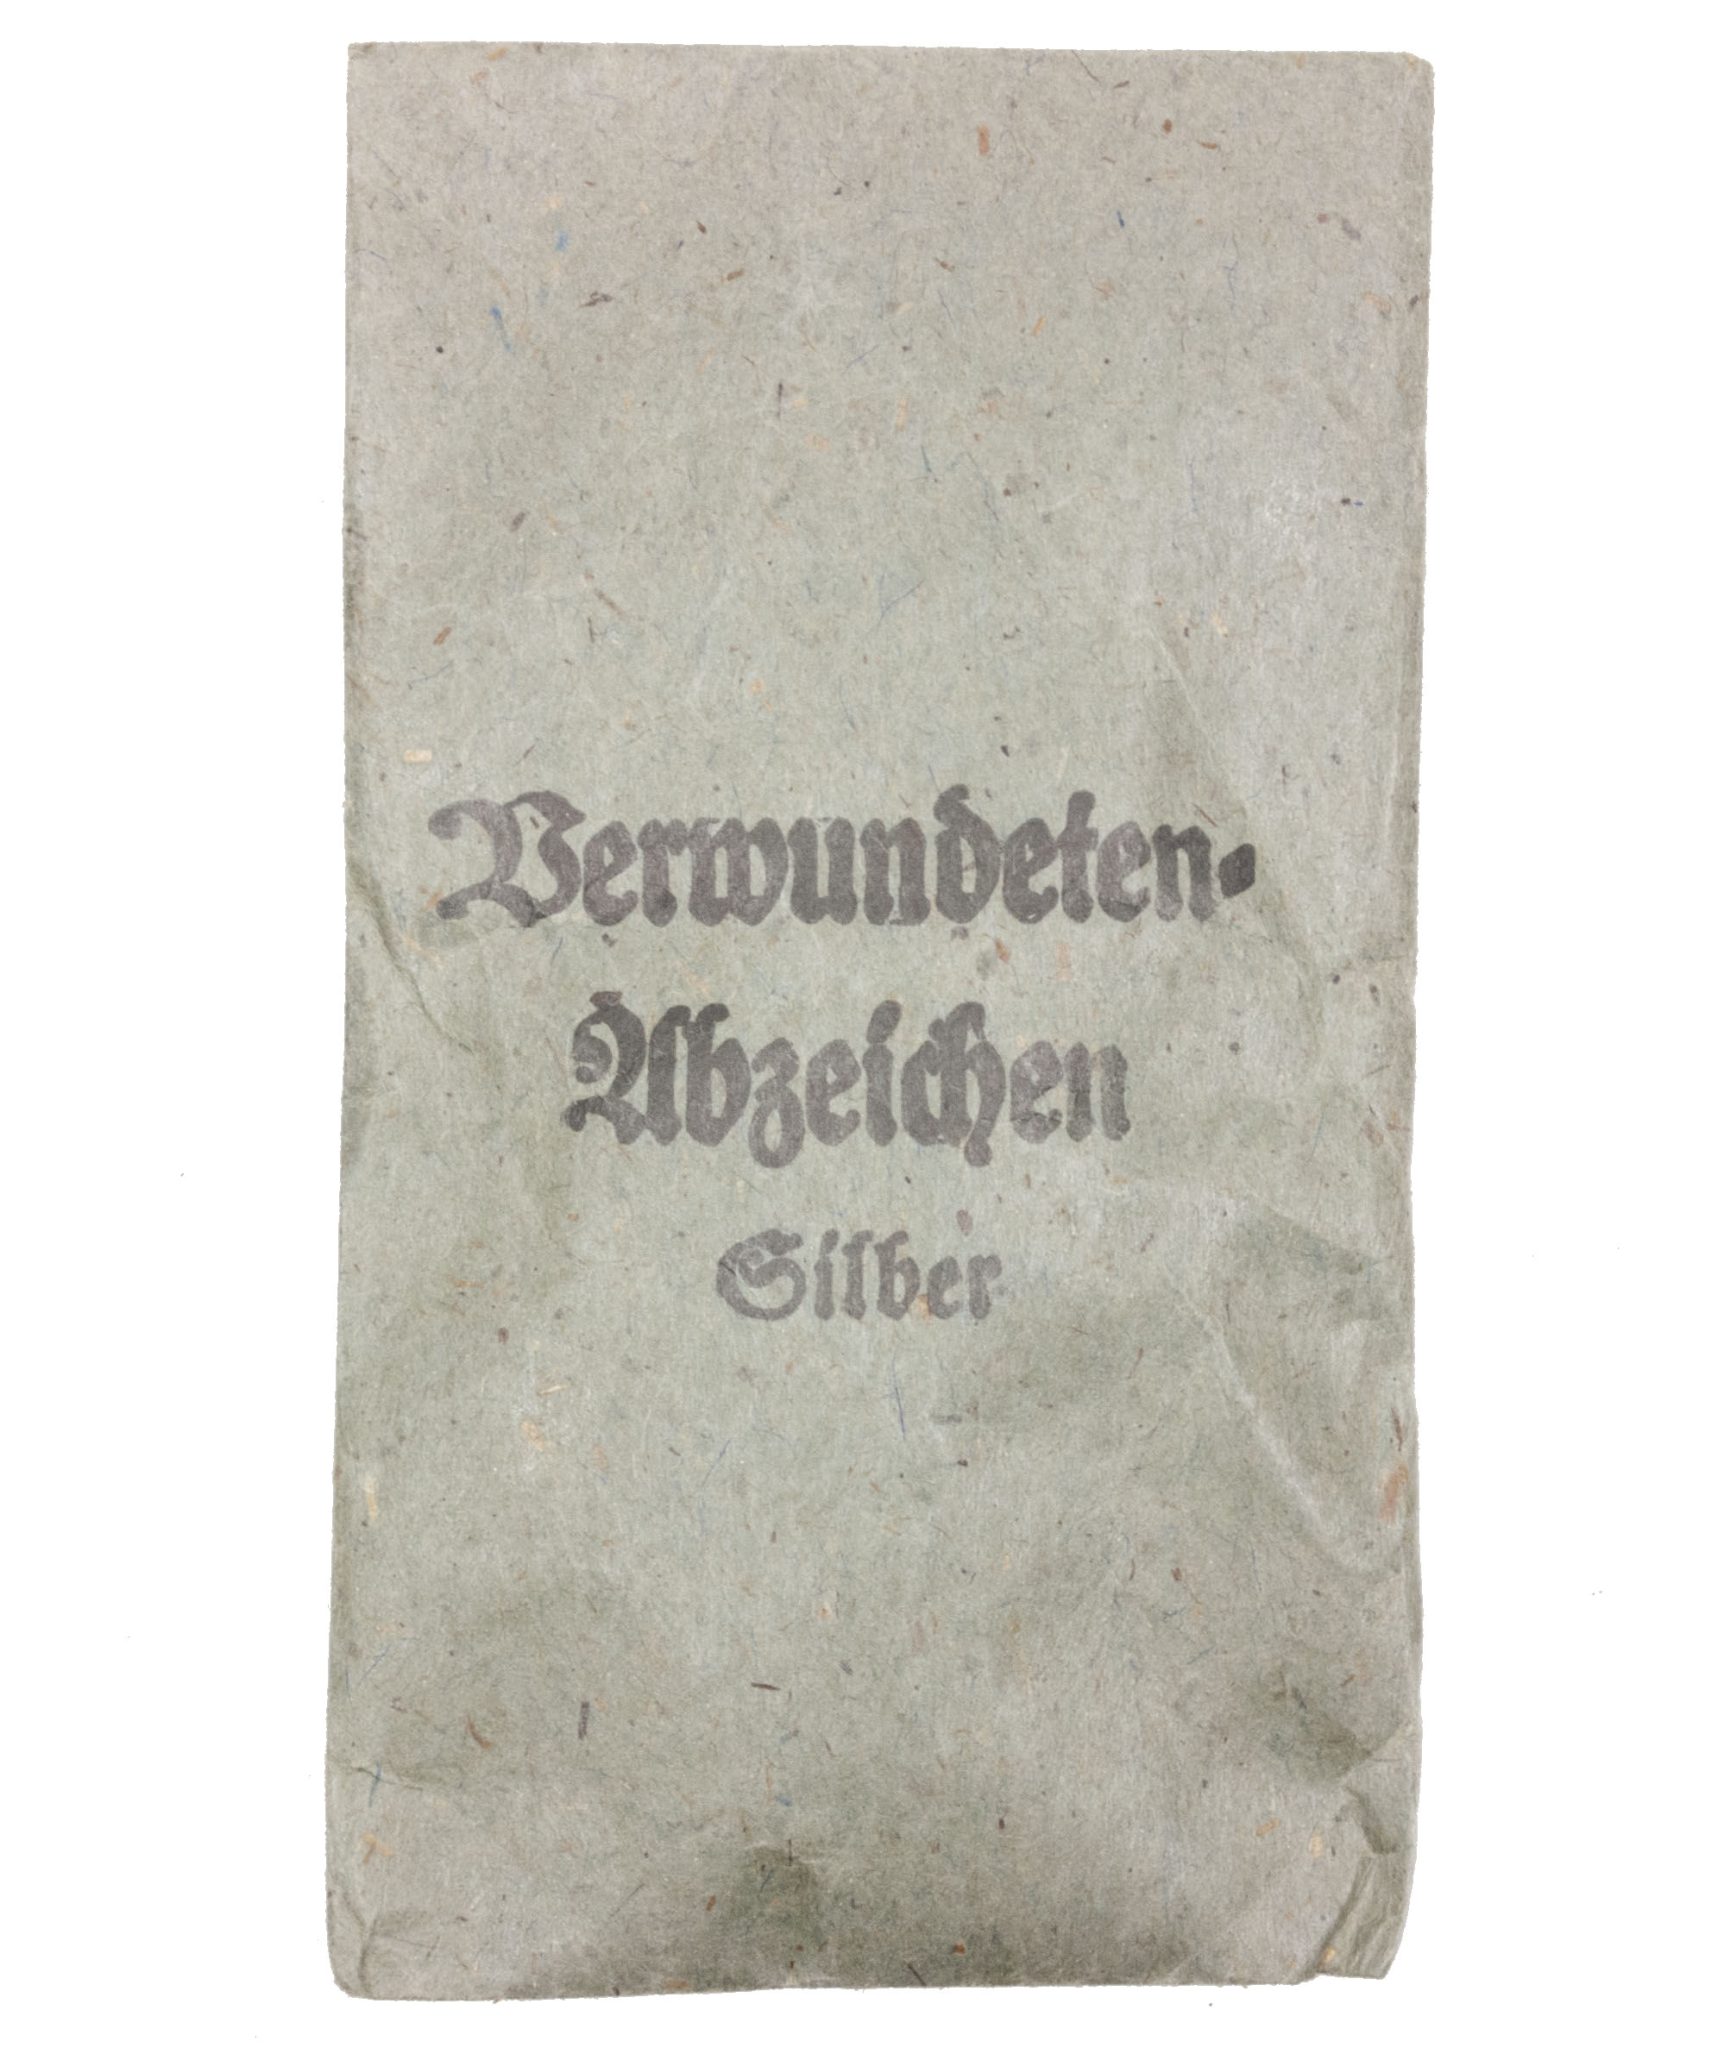 Verwundeten-
Abzeichen
Silber